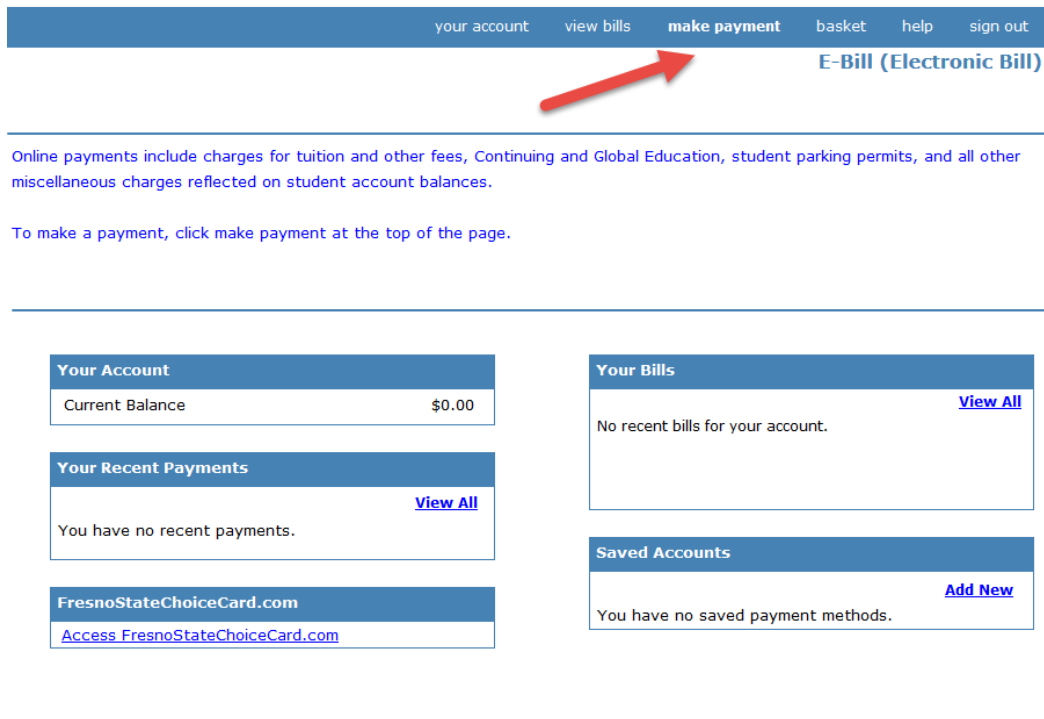 your account view bills make payment basket help sign out
E-Bill (Electronic Bill)
Online payments include charges for tuition and other fees, Continuing and Global Education, student parking permits, and all other
miscellaneous charges reflected on student account balances.
To make a payment, click make payment at the top of the page.
Your Account
Current Balance $0.00
Your Recent Payments
View All
You have no recent payments.
FresnoStateChoiceCard.com
Access FresnoStateChoiceCard.com
Your Bills
View All
No recent bills for your account.
Saved Accounts
Add New
You have no saved payment methods.